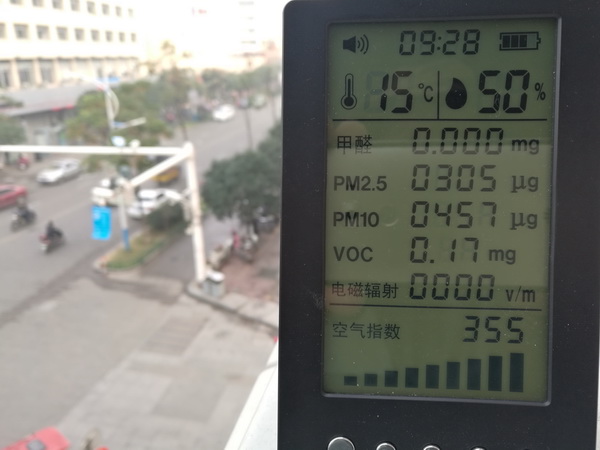 09:28
15 °C 50 %
甲醛 0.000 mg
PM2.5 0305 μg
PM10 0457 μg
VOC 0.17 mg
电磁辐射 0000 v/m
空气指数 355